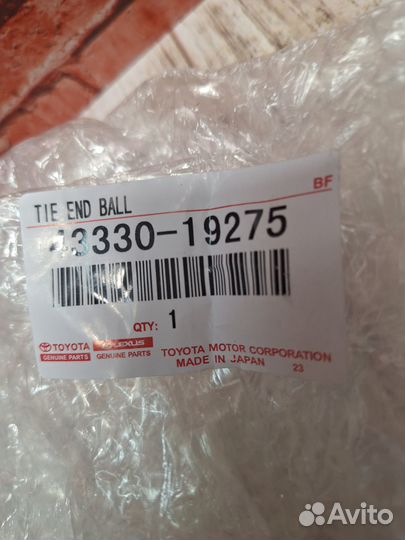 BF
TIE END BALL
43330-19275
QTY: 1
TOYOTA LEXUS
GENUINE PARTS GENUINE PARTS
TOYOTA MOTOR CORPORATION
MADE IN JAPAN 23
Avito